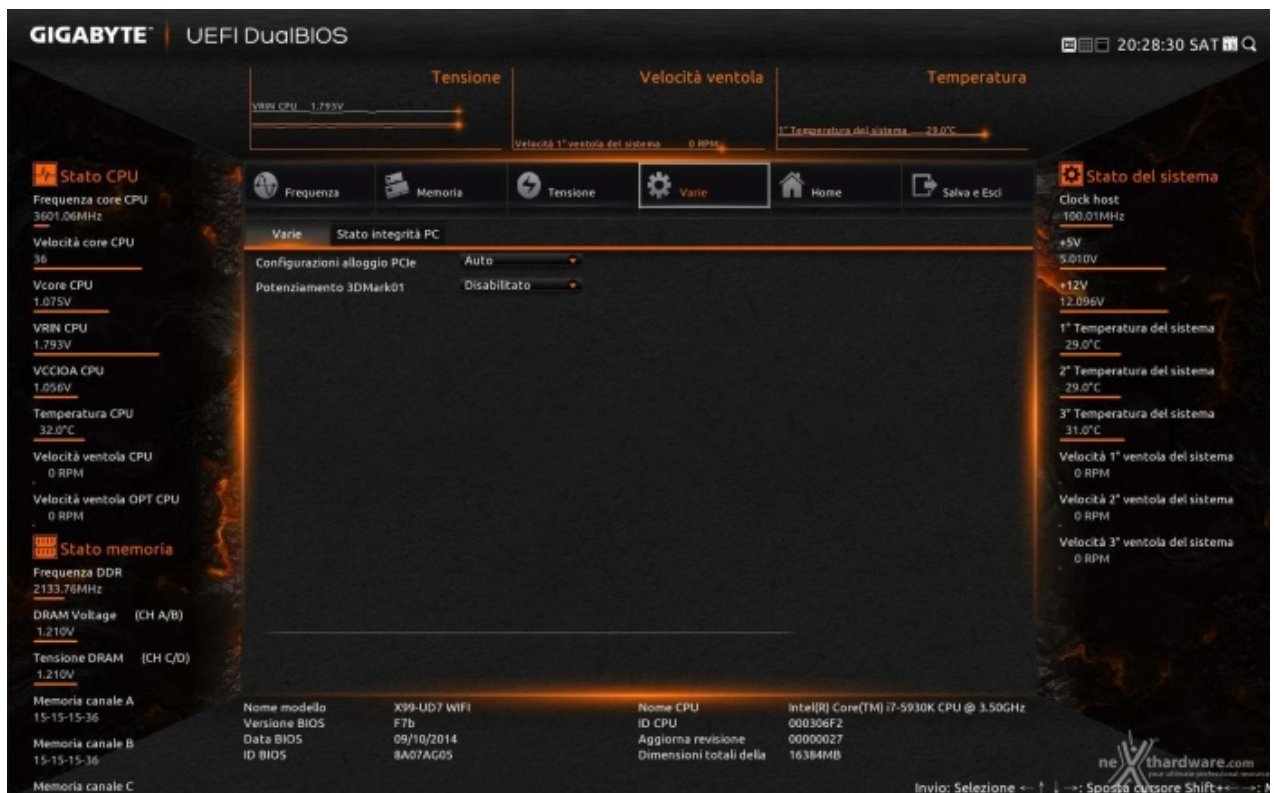 GIGABYTE™ UEFI DualBIOS
20:28:30 SAT
Tensione
VRIN CPU 1.793V
Velocità ventola
Velocità 1° ventola del sistema 0 RPM
Temperatura
1° Temperatura del sistema 29.0°C
Frequenza
Memoria
Tensione
Varie
Home
Salva e Esci
Varie
Stato integrità PC
Configurazioni alloggio PCIe Auto
Potenziamento 3DMark01 Disabilitato
Stato CPU
Frequenza core CPU
3601.06MHz
Velocità core CPU
36
Vcore CPU
1.075V
VRIN CPU
1.793V
VCCIOA CPU
1.056V
Temperatura CPU
32.0°C
Velocità ventola CPU
0 RPM
Velocità ventola OPT CPU
0 RPM
Stato memoria
Frequenza DDR
2133.76MHz
DRAM Voltage (CH A/B)
1.210V
Tensione DRAM (CH C/D)
1.210V
Memoria canale A
15-15-15-36
Memoria canale B
15-15-15-36
Memoria canale C
Stato del sistema
Clock host
100.01MHz
+5V
5.010V
+12V
12.096V
1° Temperatura del sistema
29.0°C
2° Temperatura del sistema
29.0°C
3° Temperatura del sistema
31.0°C
Velocità 1° ventola del sistema
0 RPM
Velocità 2° ventola del sistema
0 RPM
Velocità 3° ventola del sistema
0 RPM
Nome modello X99-UD7 WIFI
Versione BIOS F7b
Data BIOS 09/10/2014
ID BIOS 8A07AG05
Nome CPU Intel(R) Core(TM) i7-5930K CPU @ 3.50GHz
ID CPU 000306F2
Aggiorna revisione 00000027
Dimensioni totali della 16384MB
nexthardware.com
your ultimate professional resource
Invio: Selezione ←↑↓→: Sposta cursore Shift+←→: M